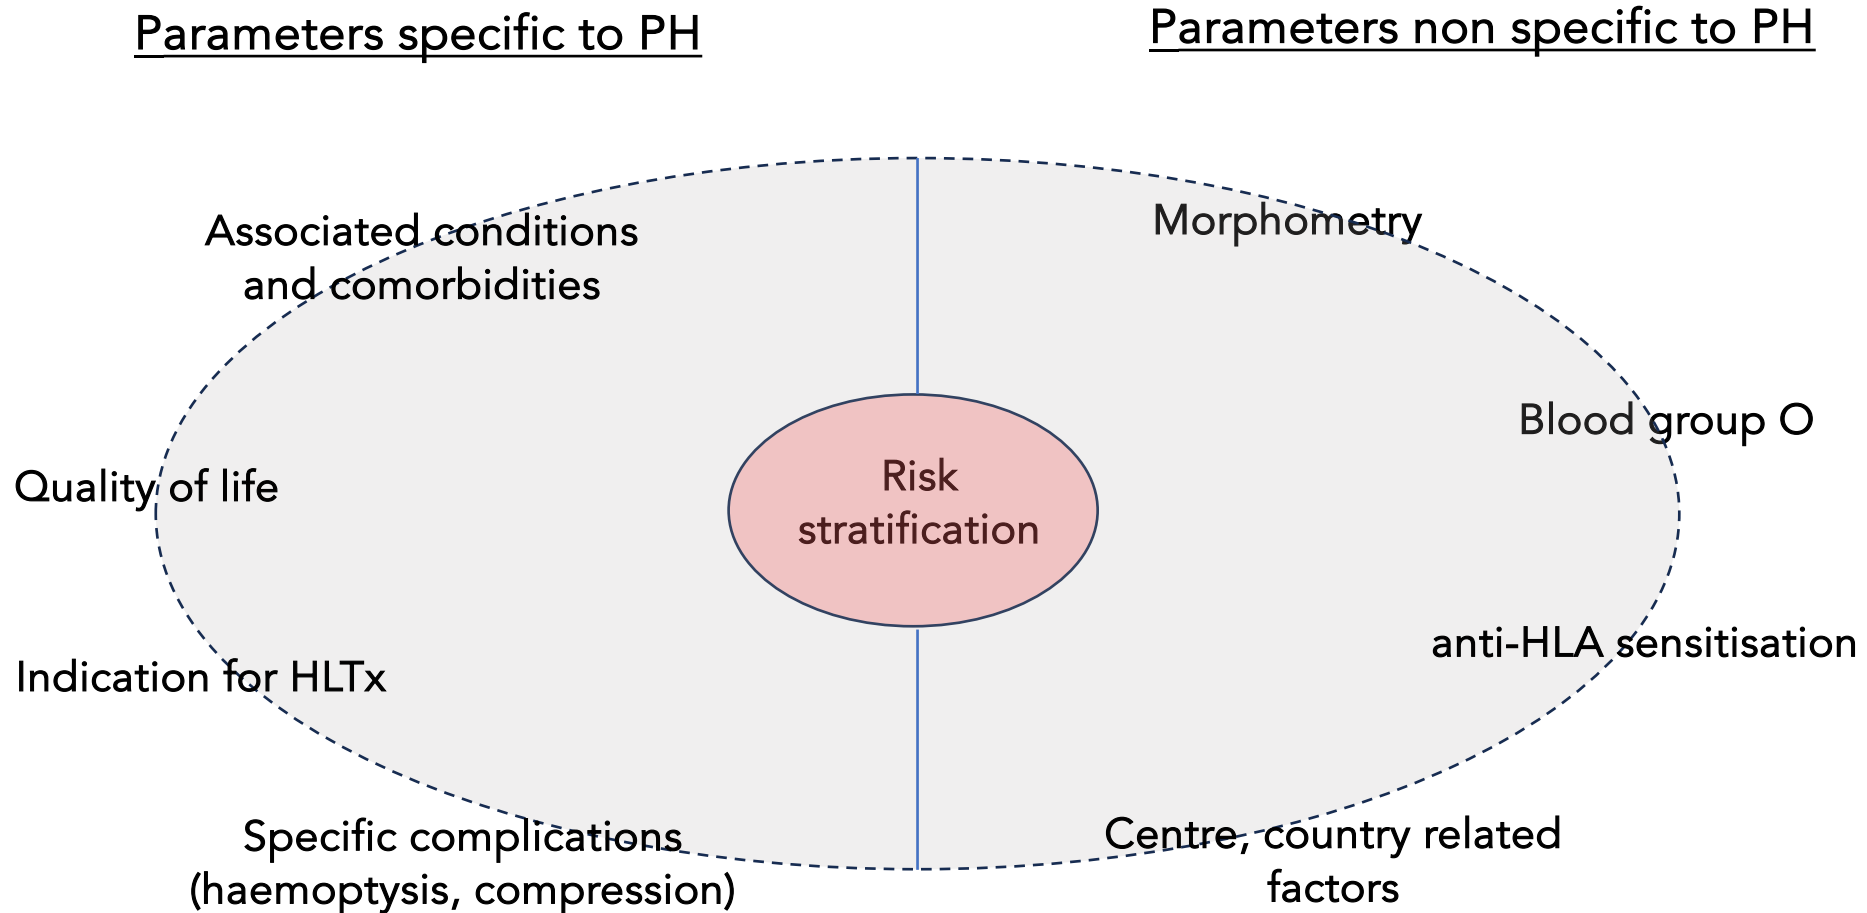 Parameters specific to PH
Parameters non specific to PH
Associated conditions
and comorbidities
Morphometry
Blood group O
Quality of life
Risk
stratification
Indication for HLTx
anti-HLA sensitisation
Specific complications
(haemoptysis, compression)
Centre, country related
factors